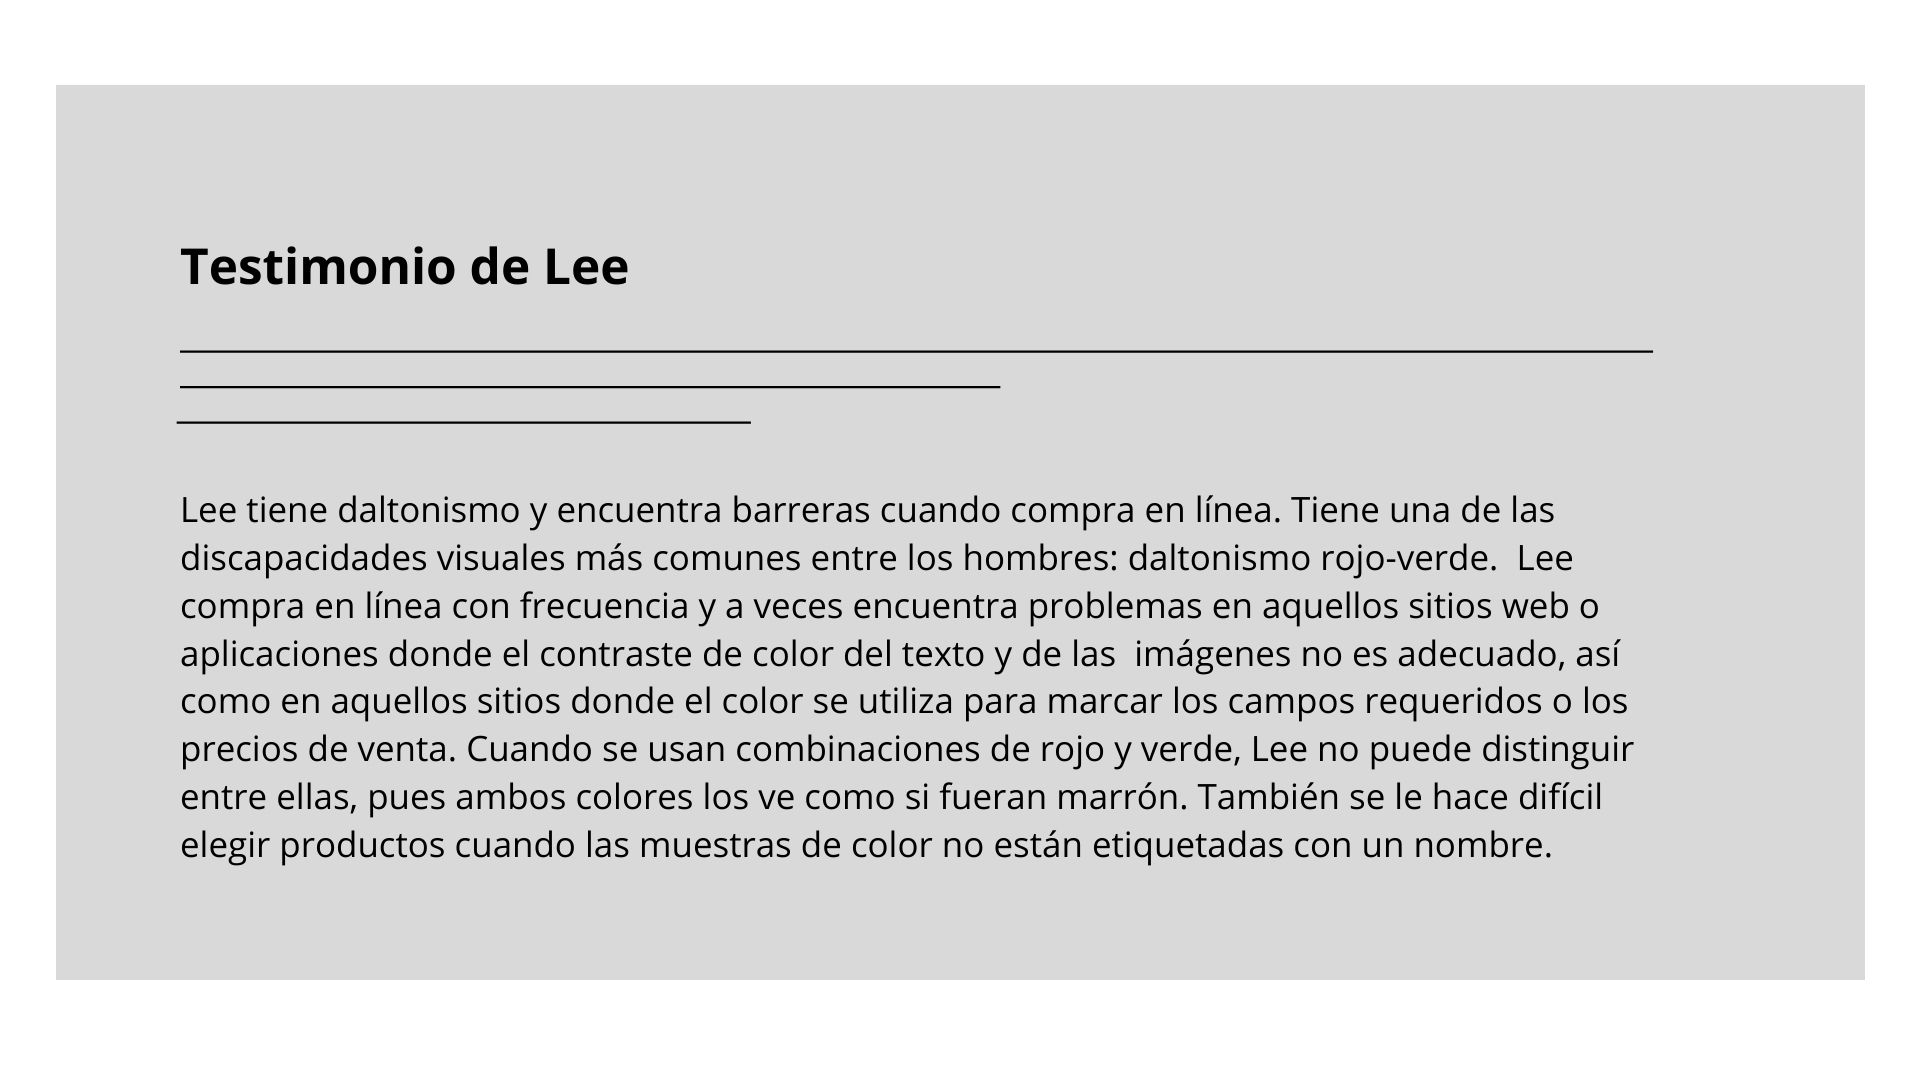 Testimonio de Lee
Lee tiene daltonismo y encuentra barreras cuando compra en línea. Tiene una de las
discapacidades visuales más comunes entre los hombres: daltonismo rojo-verde.  Lee
compra en línea con frecuencia y a veces encuentra problemas en aquellos sitios web o
aplicaciones donde el contraste de color del texto y de las  imágenes no es adecuado, así
como en aquellos sitios donde el color se utiliza para marcar los campos requeridos o los
precios de venta. Cuando se usan combinaciones de rojo y verde, Lee no puede distinguir
entre ellas, pues ambos colores los ve como si fueran marrón. También se le hace difícil
elegir productos cuando las muestras de color no están etiquetadas con un nombre.